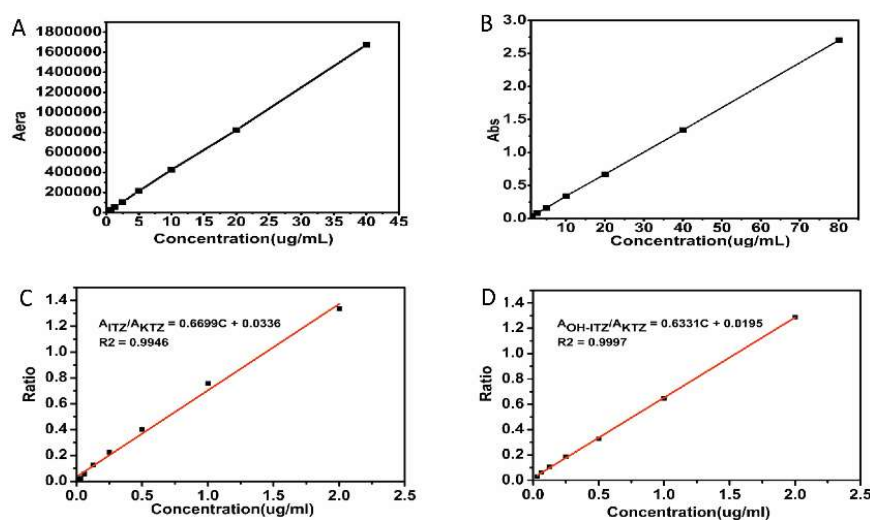 A
1800000
1600000
1400000
1200000
1000000
800000
600000
400000
200000
0
Aera
0 5 10 15 20 25 30 35 40 45
Concentration(ug/mL)
B
3.0
2.5
2.0
1.5
1.0
0.5
0.0
Abs
10 20 30 40 50 60 70 80
Concentration(ug/mL)
C
1.4
1.2
1.0
0.8
0.6
0.4
0.2
0.0
Ratio
A_ITZ/A_KTZ = 0.6699C + 0.0336
R2 = 0.9946
0.0 0.5 1.0 1.5 2.0 2.5
Concentration(ug/ml)
D
1.4
1.2
1.0
0.8
0.6
0.4
0.2
0.0
Ratio
A_OH-ITZ/A_KTZ = 0.6331C + 0.0195
R2 = 0.9997
0.0 0.5 1.0 1.5 2.0 2.5
Concentration(ug/ml)